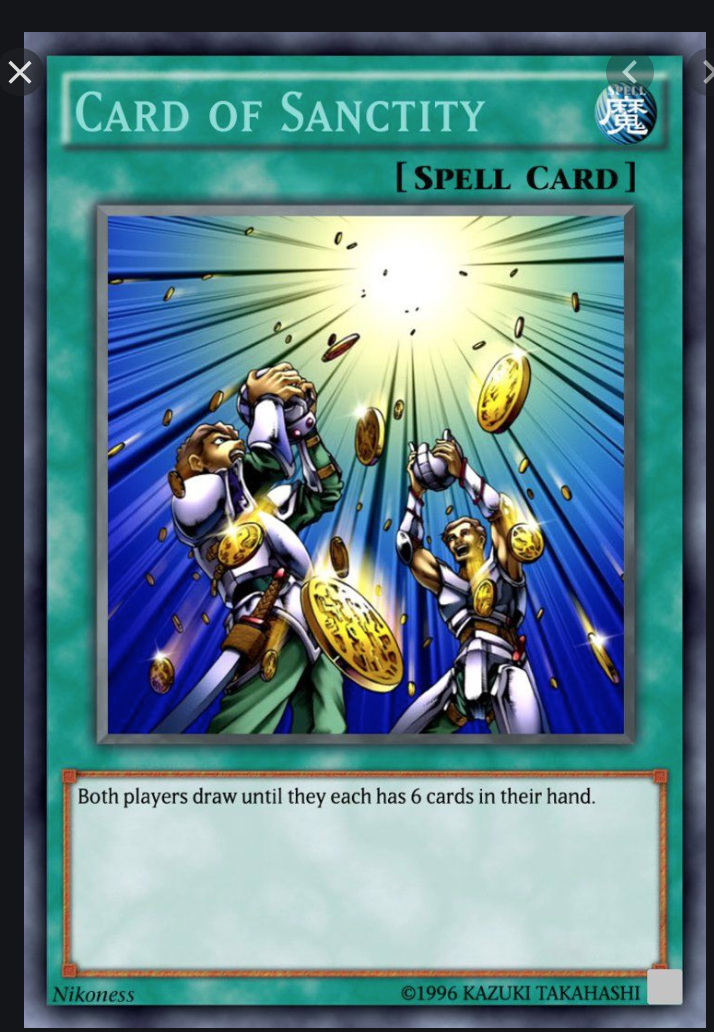 Card of Sanctity
SPELL
魔
[Spell Card]
Both players draw until they each has 6 cards in their hand.
Nikoness
©1996 KAZUKI TAKAHASHI